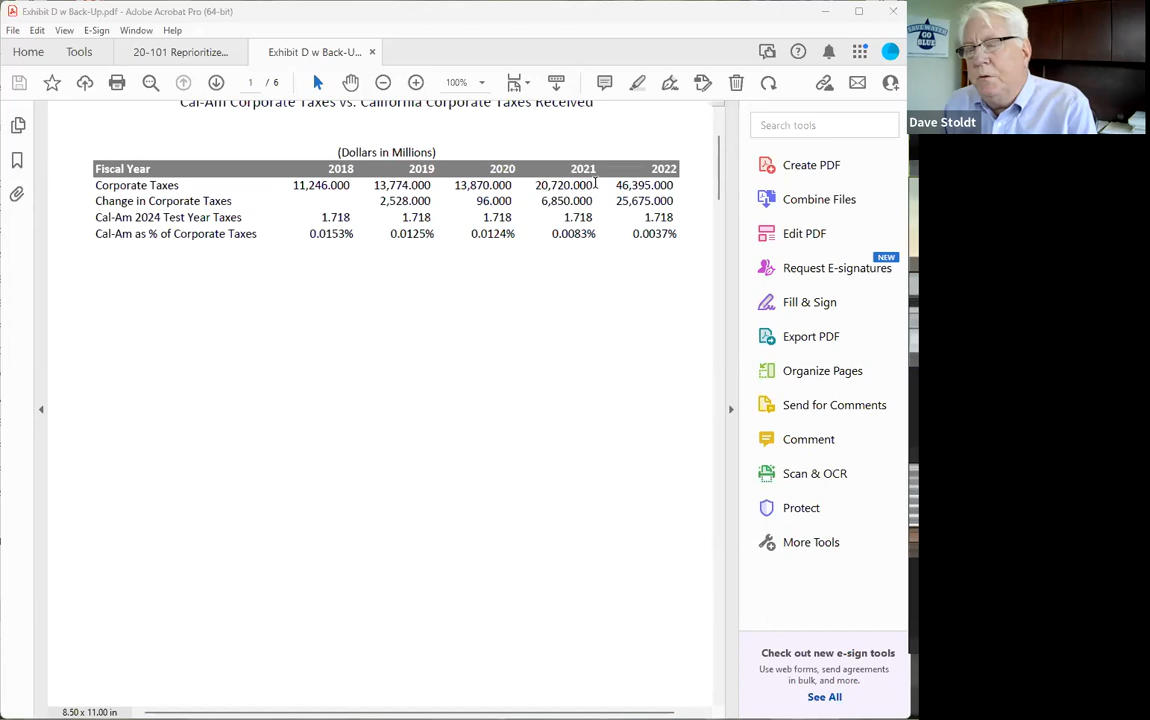 Exhibit D w Back-Up.pdf - Adobe Acrobat Pro (64-bit)
File Edit View E-Sign Window Help
Home Tools 20-101 Reprioritize... Exhibit D w Back-U... ×
1 / 6 100%
Cal-Am Corporate Taxes vs. California Corporate Taxes Received
(Dollars in Millions)
Fiscal Year 2018 2019 2020 2021 2022
Corporate Taxes 11,246.000 13,774.000 13,870.000 20,720.000 46,395.000
Change in Corporate Taxes 2,528.000 96.000 6,850.000 25,675.000
Cal-Am 2024 Test Year Taxes 1.718 1.718 1.718 1.718 1.718
Cal-Am as % of Corporate Taxes 0.0153% 0.0125% 0.0124% 0.0083% 0.0037%
8.50 x 11.00 in
Search tools
Create PDF
Combine Files
Edit PDF
NEW
Request E-signatures
Fill & Sign
Export PDF
Organize Pages
Send for Comments
Comment
Scan & OCR
Protect
More Tools
Check out new e-sign tools
Use web forms, send agreements
in bulk, and more.
See All
SAVE WATER
GO
BLUE
Dave Stoldt